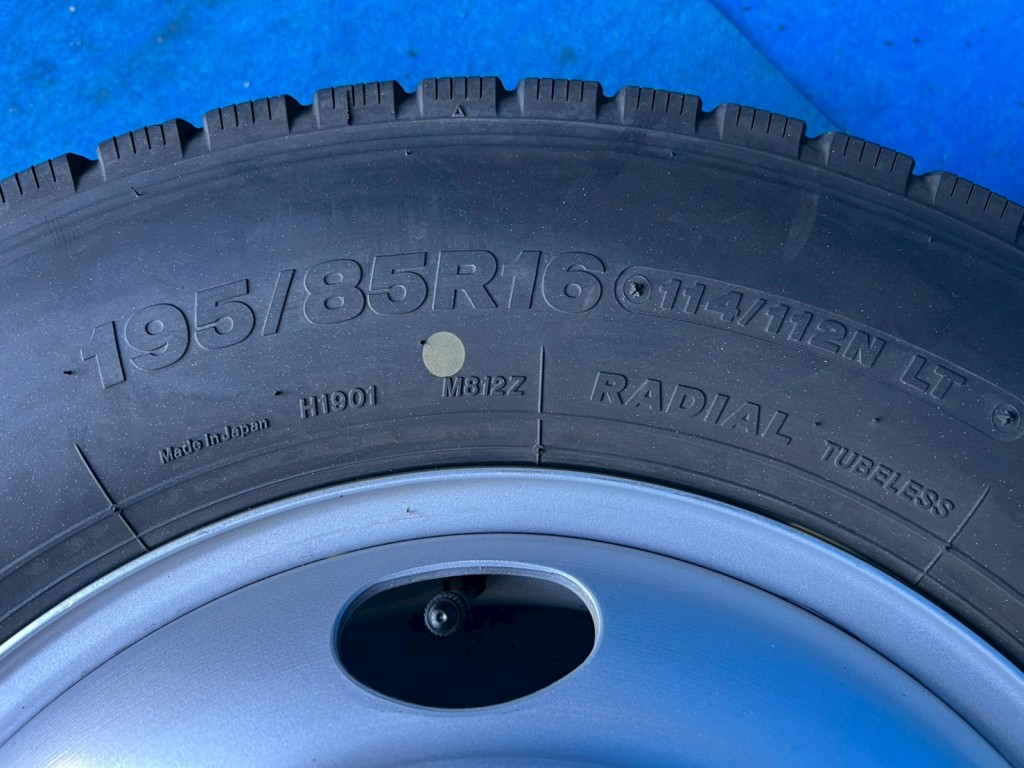 195/85R16 114/112N LT
Made In Japan H1901 M812Z RADIAL TUBELESS